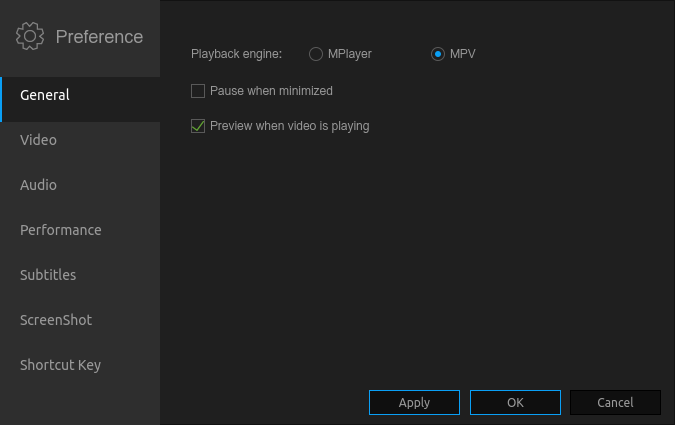 Preference
General
Video
Audio
Performance
Subtitles
ScreenShot
Shortcut Key
Playback engine: MPlayer MPV
Pause when minimized
Preview when video is playing
Apply OK Cancel